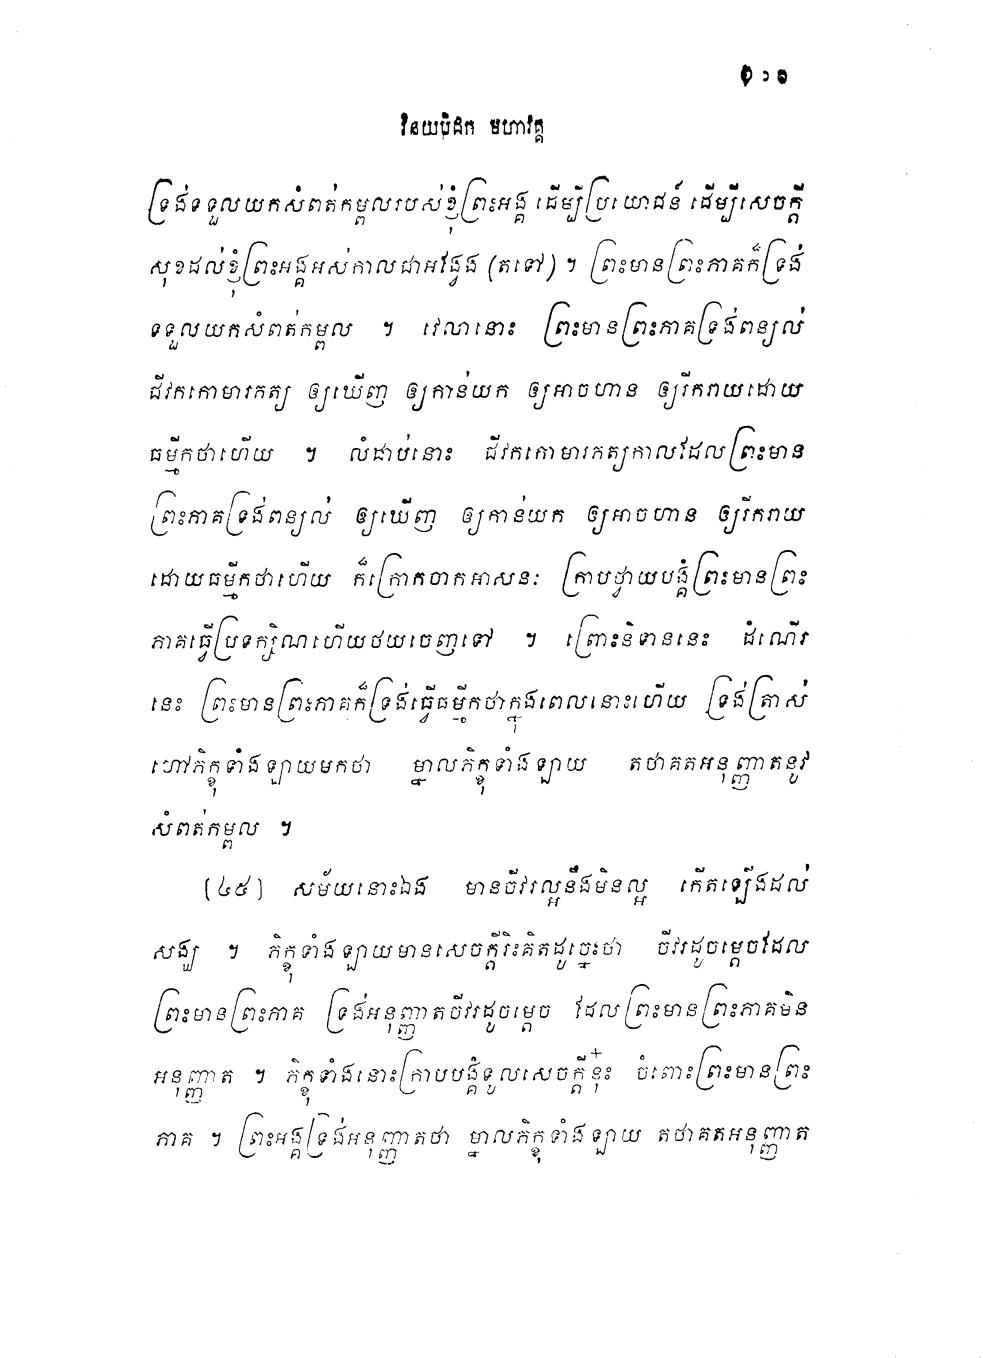 វិនយបិដក មហាវគ្គ
ទ្រង់ទទួលយកសំពត់កម្ពលរបស់ខ្ញុំព្រះអង្គ ដើម្បីប្រយោជន៍ ដើម្បីសេចក្តី
សុខដល់ខ្ញុំព្រះអង្គអស់កាលជាអង្វែង (តទៅ) ។ ព្រះមានព្រះភាគក៏ទ្រង់
ទទួលយកសំពត់កម្ពល ។ វេលានោះ ព្រះមានព្រះភាគទ្រង់ពន្យល់
ជីវកកោមារភត្យ ឲ្យឃើញ ឲ្យកាន់យក ឲ្យអាចហាន ឲ្យរីករាយដោយ
ធម្មីកថាហើយ ។ លំដាប់នោះ ជីវកកោមារភត្យកាលដែលព្រះមាន
ព្រះភាគទ្រង់ពន្យល់ ឲ្យឃើញ ឲ្យកាន់យក ឲ្យអាចហាន ឲ្យរីករាយ
ដោយធម្មីកថាហើយ ក៏ក្រោកចាកអាសនៈ ក្រាបថ្វាយបង្គំព្រះមានព្រះ
ភាគធ្វើប្រទក្សិណហើយថយចេញទៅ ។ ព្រោះនិទាននេះ ដំណើរ
នេះ ព្រះមានព្រះភាគក៏ទ្រង់ធ្វើធម្មីកថាក្នុងពេលនោះហើយ ទ្រង់ត្រាស់
ហៅភិក្ខុទាំងឡាយមកថា ម្នាលភិក្ខុទាំងឡាយ តថាគតអនុញ្ញាតនូវ
សំពត់កម្ពល ។
(៤៥) សម័យនោះឯង មានចីវរល្អនឹងមិនល្អ កើតឡើងដល់
សង្ឃ ។ ភិក្ខុទាំងឡាយមានសេចក្តីរិះគិតដូច្នេះថា ចីវរដូចម្តេចដែល
ព្រះមានព្រះភាគ ទ្រង់អនុញ្ញាតចីវរដូចម្តេច ដែលព្រះមានព្រះភាគមិន
អនុញ្ញាត ។ ភិក្ខុទាំងនោះក្រាបបង្គំទូលសេចក្តីនុ៎ះ ចំពោះព្រះមានព្រះ
ភាគ ។ ព្រះអង្គទ្រង់អនុញ្ញាតថា ម្នាលភិក្ខុទាំងឡាយ តថាគតអនុញ្ញាត